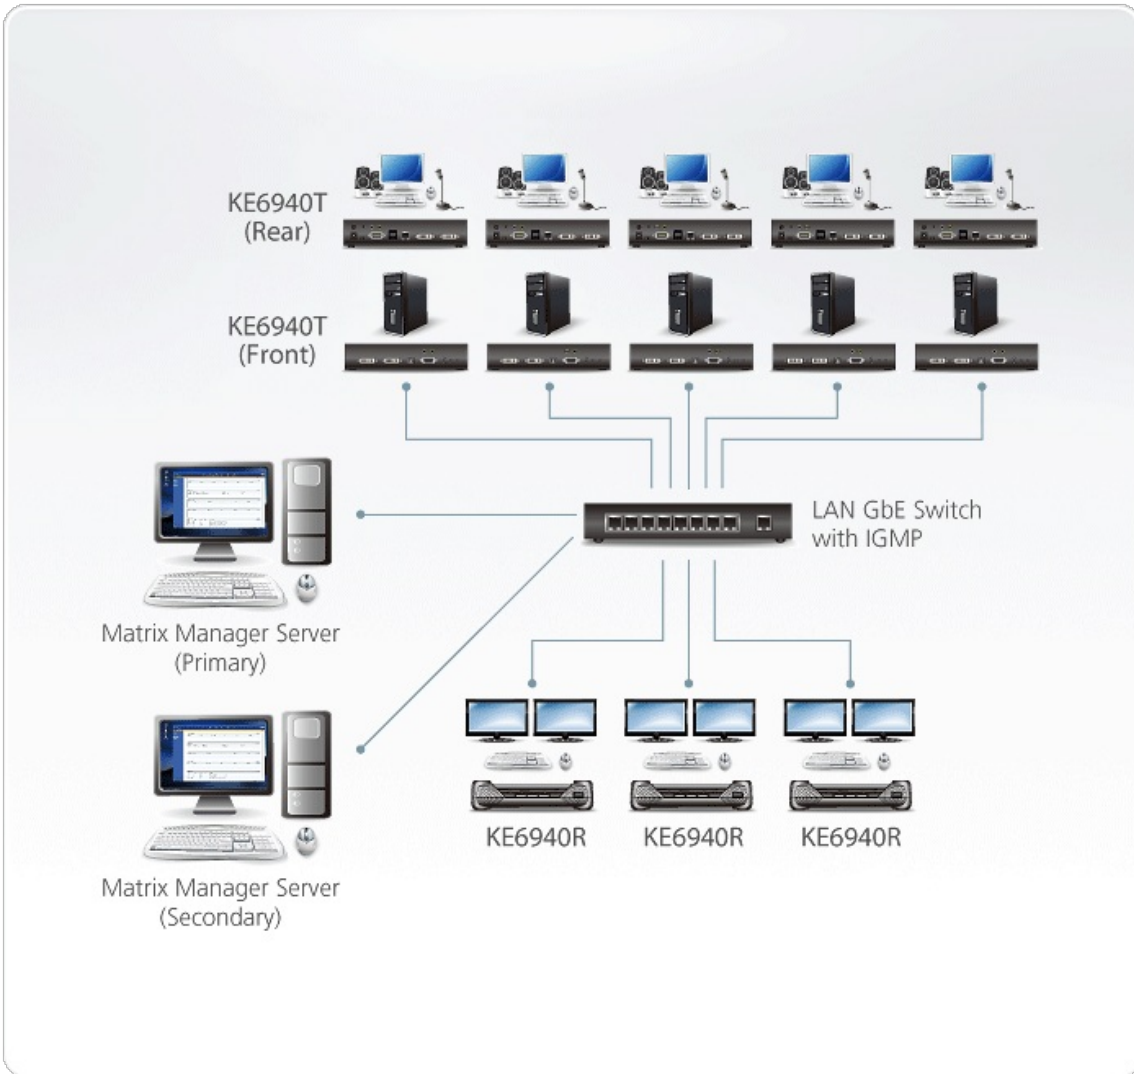 KE6940T
(Rear)
KE6940T
(Front)
LAN GbE Switch
with IGMP
Matrix Manager Server
(Primary)
Matrix Manager Server
(Secondary)
KE6940R
KE6940R
KE6940R